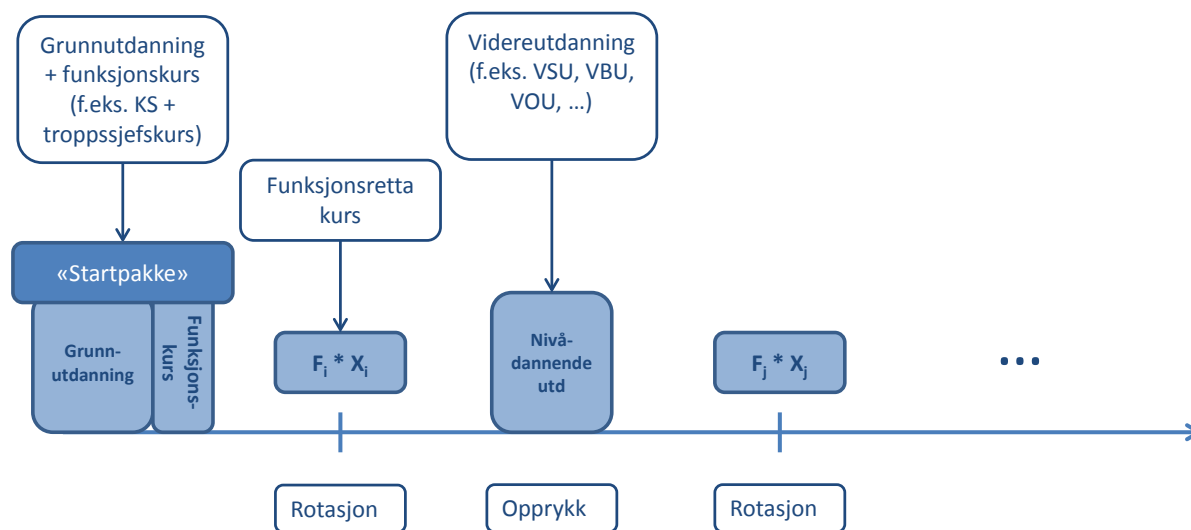 Grunnutdanning
+ funksjonskurs
(f.eks. KS +
troppssjefskurs)
Videreutdanning
(f.eks. VSU, VBU,
VOU, …)
Funksjonsretta
kurs
«Startpakke»
Grunn-
utdanning
Funksjons-
kurs
Fi * Xi
Nivå-
dannende
utd
Fj * Xj
...
Rotasjon
Opprykk
Rotasjon